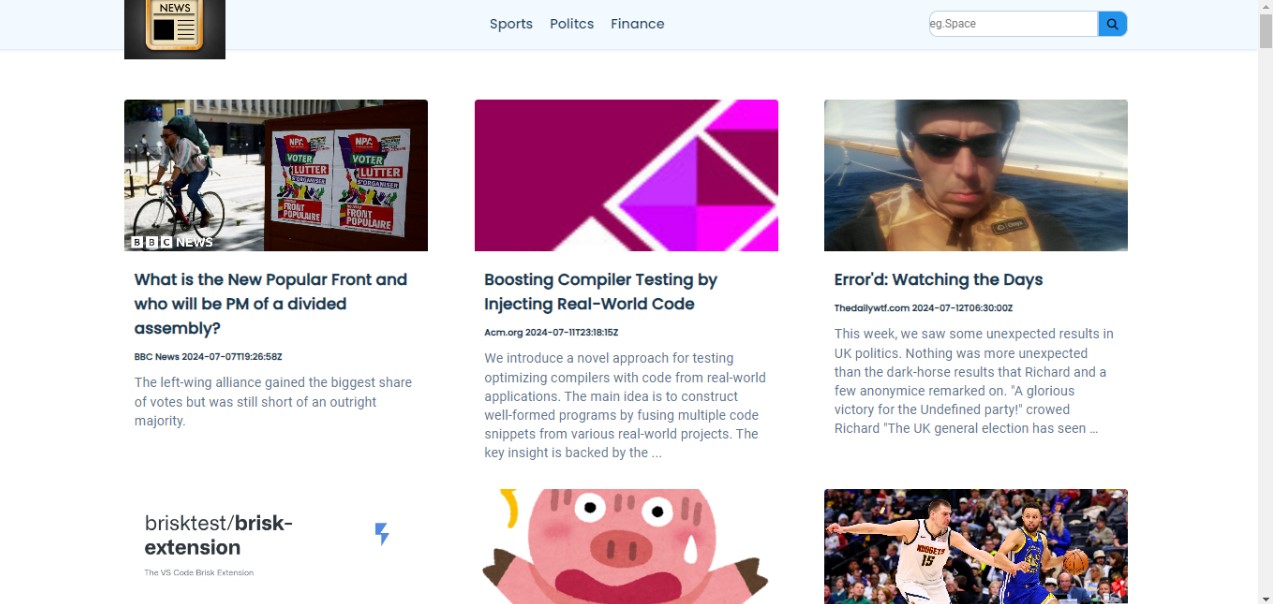 NEWS
Sports Politcs Finance
eg.Space
NPA
VOTER
LUTTER
S'ORGANISER
FRONT
POPULAIRE
NPA
VOTER
LUTTER
S'ORGANISER
FRONT
POPULAIRE
BBC NEWS
What is the New Popular Front and
who will be PM of a divided
assembly?
BBC News 2024-07-07T19:26:58Z
The left-wing alliance gained the biggest share
of votes but was still short of an outright
majority.
Boosting Compiler Testing by
Injecting Real-World Code
Acm.org 2024-07-11T23:18:15Z
We introduce a novel approach for testing
optimizing compilers with code from real-world
applications. The main idea is to construct
well-formed programs by fusing multiple code
snippets from various real-world projects. The
key insight is backed by the ...
Error'd: Watching the Days
Thedailywtf.com 2024-07-12T06:30:00Z
This week, we saw some unexpected results in
UK politics. Nothing was more unexpected
than the dark-horse results that Richard and a
few anonymice remarked on. "A glorious
victory for the Undefined party!" crowed
Richard "The UK general election has seen …
brisktest/brisk-
extension
The VS Code Brisk Extension
NUGGETS
15